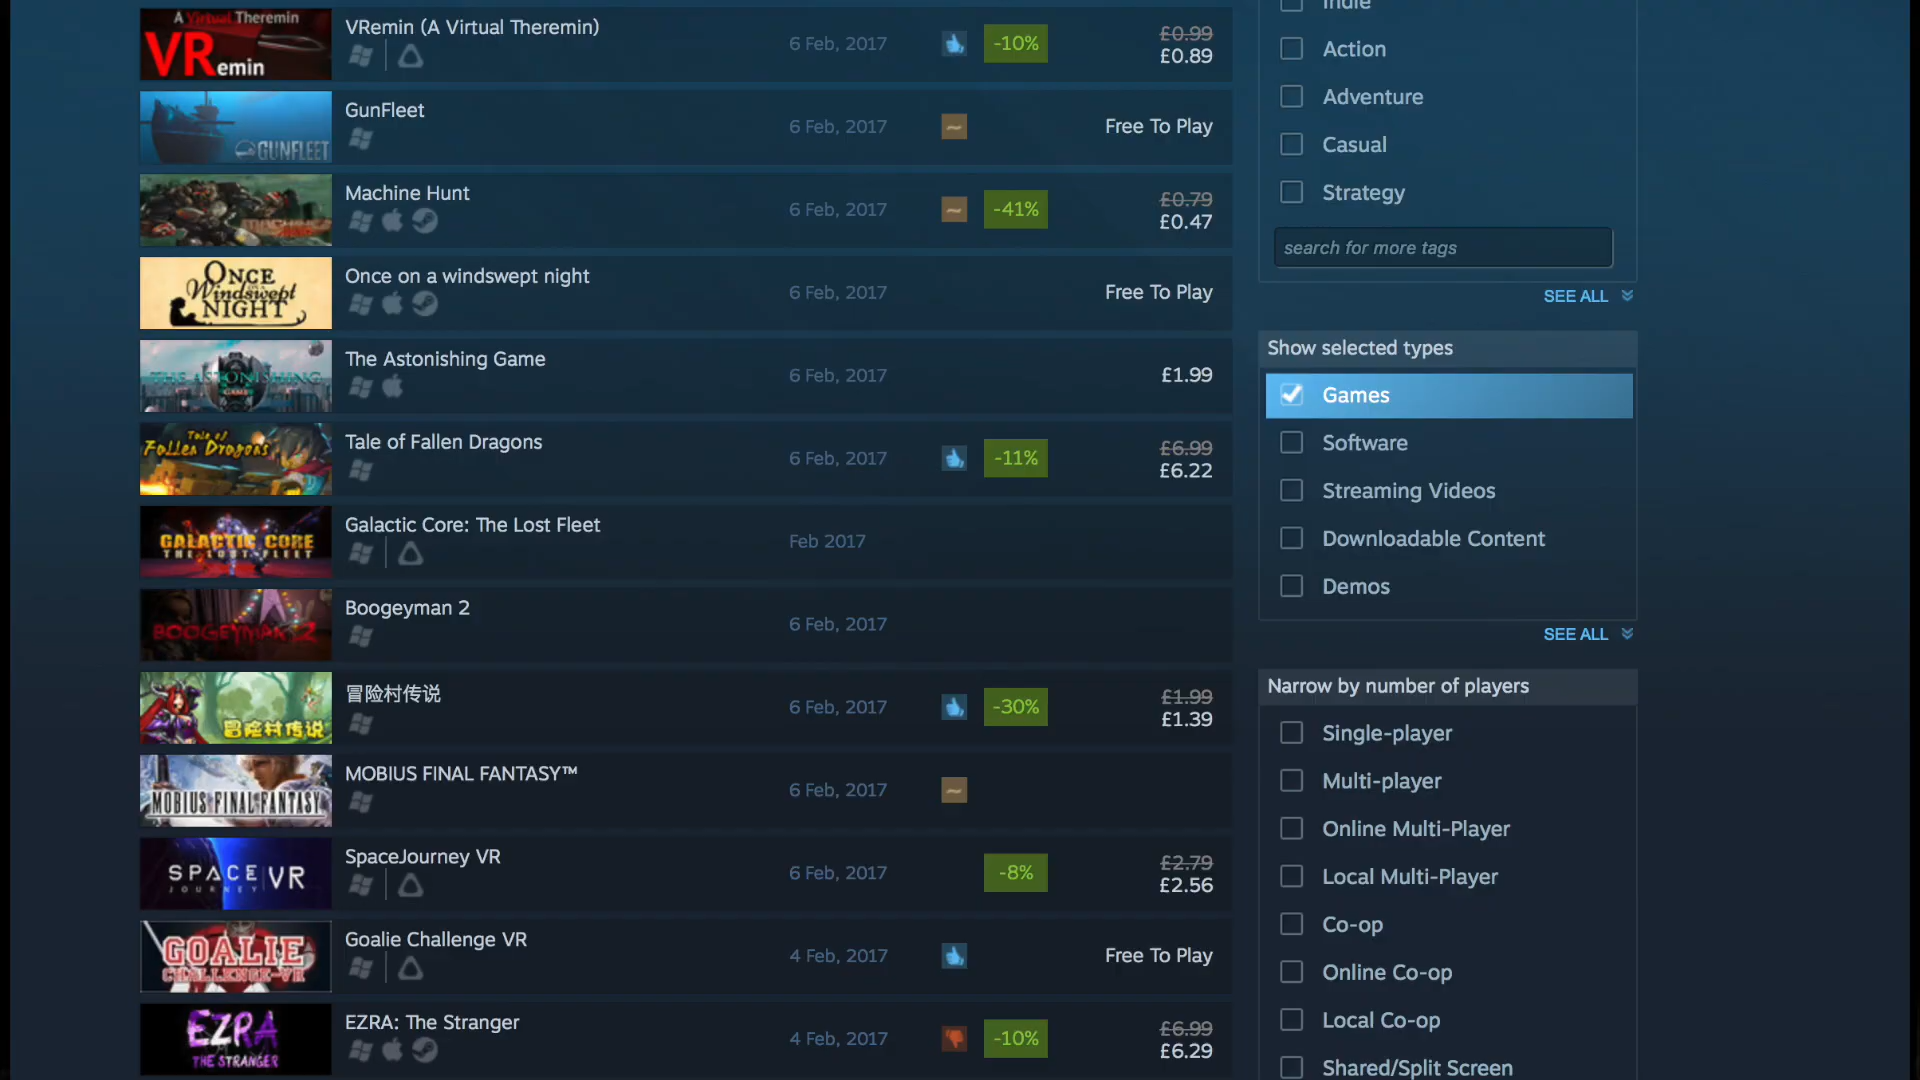 A Virtual Theremin
VRemin
VRemin (A Virtual Theremin)
6 Feb, 2017
-10%
£0.99
£0.89
GUNFLEET
GunFleet
6 Feb, 2017
Free To Play
Machine Hunt
6 Feb, 2017
-41%
£0.79
£0.47
ONCE
ON A
Windswept
NIGHT
Once on a windswept night
6 Feb, 2017
Free To Play
THE ASTONISHING
GAME
The Astonishing Game
6 Feb, 2017
£1.99
Tale of
Fallen Dragons
Tale of Fallen Dragons
6 Feb, 2017
-11%
£6.99
£6.22
GALACTIC CORE
THE LOST FLEET
Galactic Core: The Lost Fleet
Feb 2017
BOOGEYMAN 2
Boogeyman 2
6 Feb, 2017
冒险村传说
冒险村传说
6 Feb, 2017
-30%
£1.99
£1.39
MOBIUS FINAL FANTASY
MOBIUS FINAL FANTASY™
6 Feb, 2017
SPACE VR
JOURNEY
SpaceJourney VR
6 Feb, 2017
-8%
£2.79
£2.56
GOALIE
CHALLENGE-VR
Goalie Challenge VR
4 Feb, 2017
Free To Play
EZRA
THE STRANGER
EZRA: The Stranger
4 Feb, 2017
-10%
£6.99
£6.29
Indie
Action
Adventure
Casual
Strategy
search for more tags
SEE ALL
Show selected types
Games
Software
Streaming Videos
Downloadable Content
Demos
SEE ALL
Narrow by number of players
Single-player
Multi-player
Online Multi-Player
Local Multi-Player
Co-op
Online Co-op
Local Co-op
Shared/Split Screen